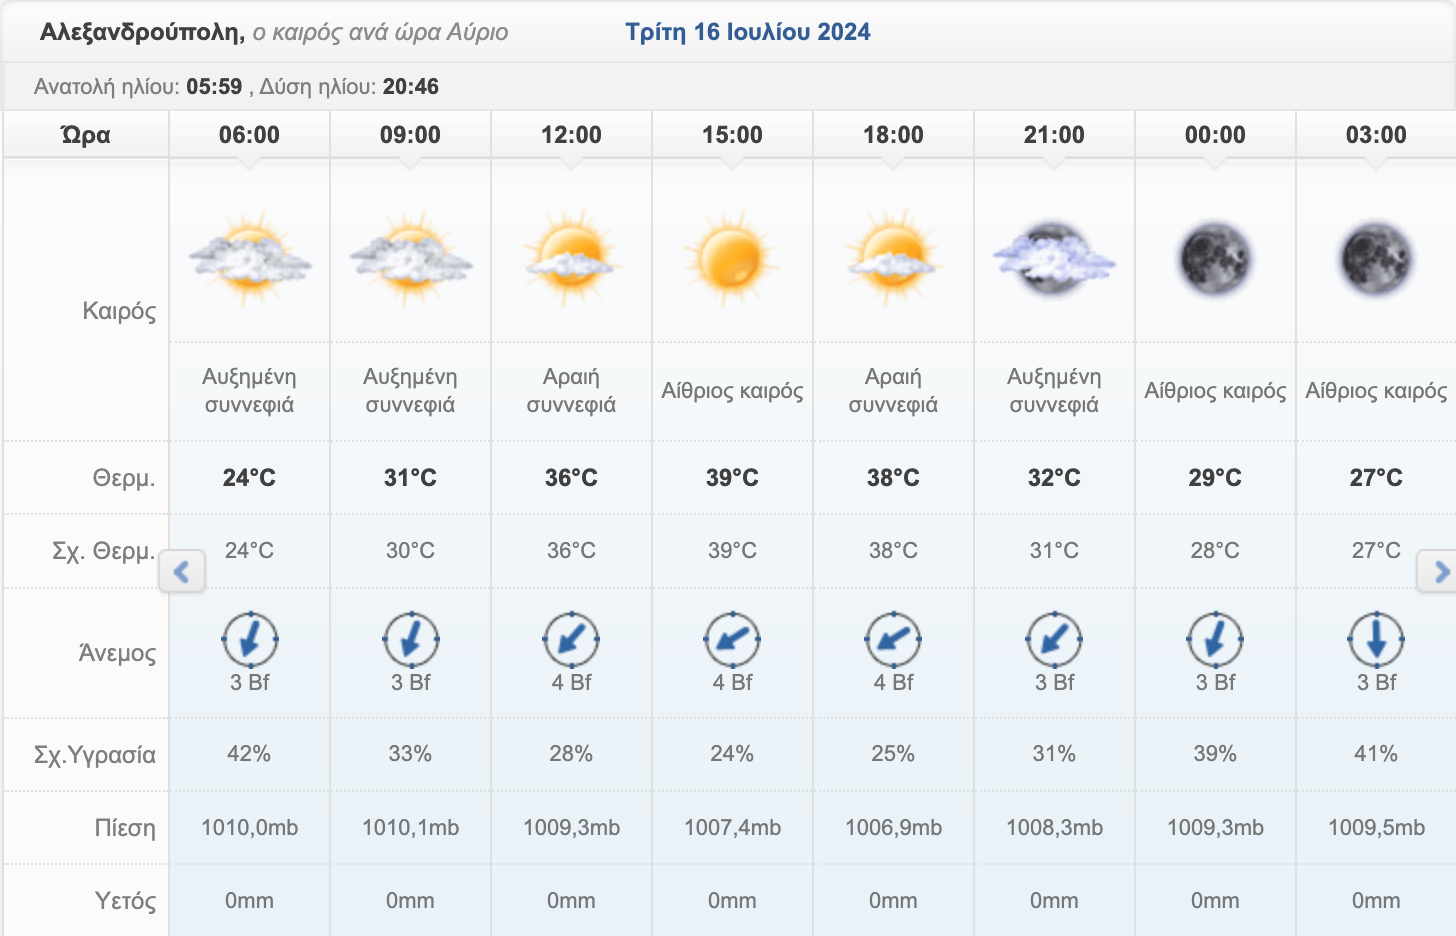 Αλεξανδρούπολη, ο καιρός ανά ώρα Αύριο Τρίτη 16 Ιουλίου 2024
Ανατολή ηλίου: 05:59 , Δύση ηλίου: 20:46
Ώρα 06:00 09:00 12:00 15:00 18:00 21:00 00:00 03:00
Καιρός
Αυξημένη συννεφιά Αυξημένη συννεφιά Αραιή συννεφιά Αίθριος καιρός Αραιή συννεφιά Αυξημένη συννεφιά Αίθριος καιρός Αίθριος καιρός
Θερμ. 24°C 31°C 36°C 39°C 38°C 32°C 29°C 27°C
Σχ. Θερμ. 24°C 30°C 36°C 39°C 38°C 31°C 28°C 27°C
Άνεμος 3 Bf 3 Bf 4 Bf 4 Bf 4 Bf 3 Bf 3 Bf 3 Bf
Σχ.Υγρασία 42% 33% 28% 24% 25% 31% 39% 41%
Πίεση 1010,0mb 1010,1mb 1009,3mb 1007,4mb 1006,9mb 1008,3mb 1009,3mb 1009,5mb
Υετός 0mm 0mm 0mm 0mm 0mm 0mm 0mm 0mm